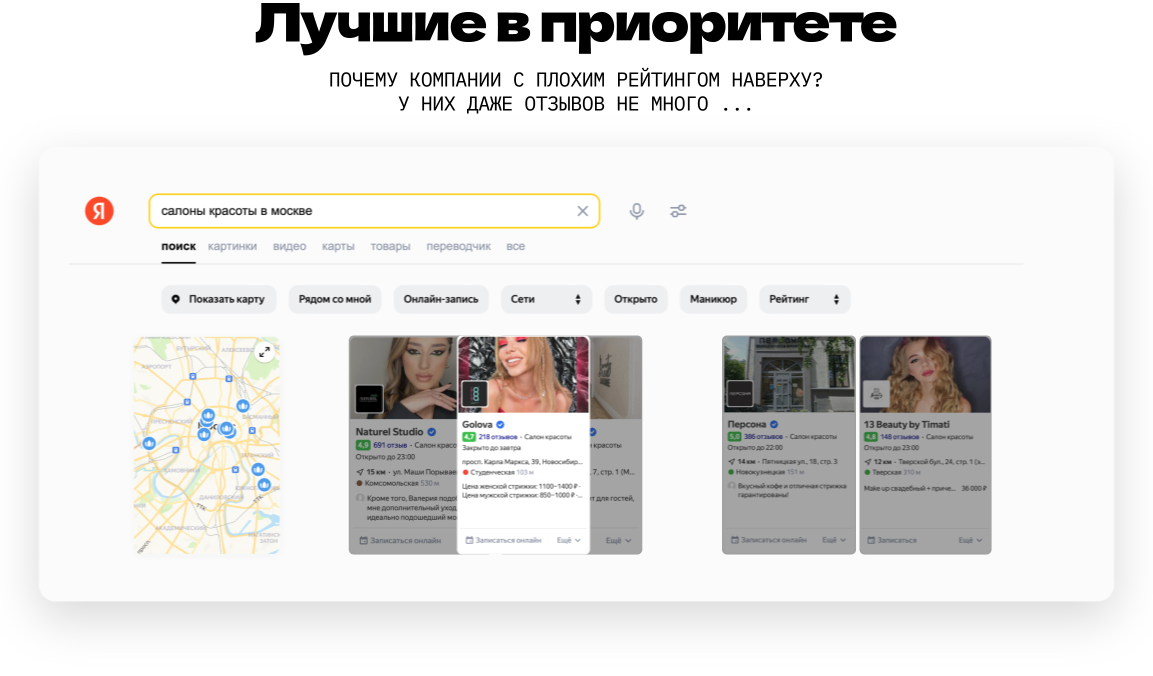 Лучшие в приоритете
ПОЧЕМУ КОМПАНИИ С ПЛОХИМ РЕЙТИНГОМ НАВЕРХУ?
У НИХ ДАЖЕ ОТЗЫВОВ НЕ МНОГО ...
Я
салоны красоты в москве
поиск картинки видео карты товары переводчик все
Показать карту Рядом со мной Онлайн-запись Сети Открыто Маникюр Рейтинг
АЭРОПОРТ
ТТК
Naturel Studio
4,9 691 отзыв · Салон красо
Открыто до 23:00
15 км · ул. Маши Порывае
Комсомольская 530 м
Кроме того, Валерия подо
мне дополнительный уход
идеально подошедший мо
Записаться онлайн
Golova
4,7 218 отзывов · Салон красоты
Закрыто до завтра
просп. Карла Маркса, 39, Новосибир...
Студенческая 103 м
Цена женской стрижки: 1100–1400 ₽ ·
Цена мужской стрижки: 850–1000 ₽ ·...
Записаться онлайн Ещё
7, стр. 1 (М...
ет для гостей,
Ещё
Персона
5,0 386 отзывов · Салон красоты
Открыто до 22:00
14 км · Пятницкая ул., 18, стр. 3
Новокузнецкая 151 м
Вкусный кофе и отличная стрижка
гарантированы!
Записаться онлайн Ещё
13 Beauty by Timati
4,8 148 отзывов · Салон красоты
Открыто до 23:00
12 км · Тверской бул., 24, стр. 1 (э...
Тверская 310 м
Make up свадебный + приче... 36 000 ₽
Записаться Ещё